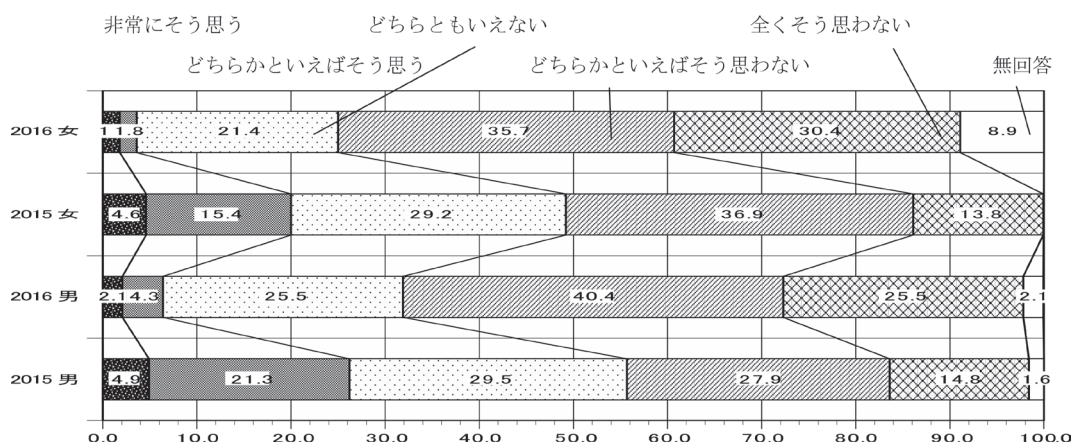 非常にそう思う どちらともいえない 全くそう思わない
どちらかといえばそう思う どちらかといえばそう思わない 無回答
2016 女 11.8 21.4 35.7 30.4 8.9
2015 女 4.6 15.4 29.2 36.9 13.8
2016 男 2.14.3 25.5 40.4 25.5 2.1
2015 男 4.9 21.3 29.5 27.9 14.8 1.6
0.0 10.0 20.0 30.0 40.0 50.0 60.0 70.0 80.0 90.0 100.0